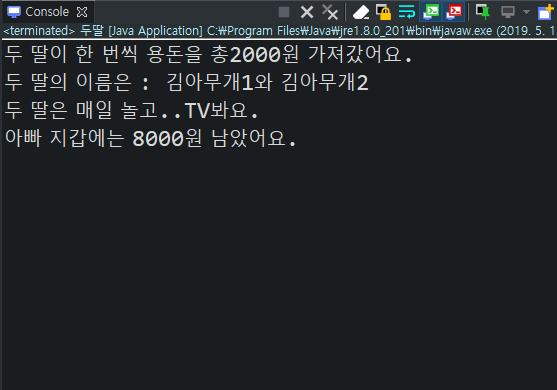 Console
<terminated> 두딸 [Java Application] C:₩Program Files₩Java₩jre1.8.0_201₩bin₩javaw.exe (2019. 5. 1
두 딸이 한 번씩 용돈을 총2000원 가져갔어요.
두 딸의 이름은 : 김아무개1와 김아무개2
두 딸은 매일 놀고..TV봐요.
아빠 지갑에는 8000원 남았어요.